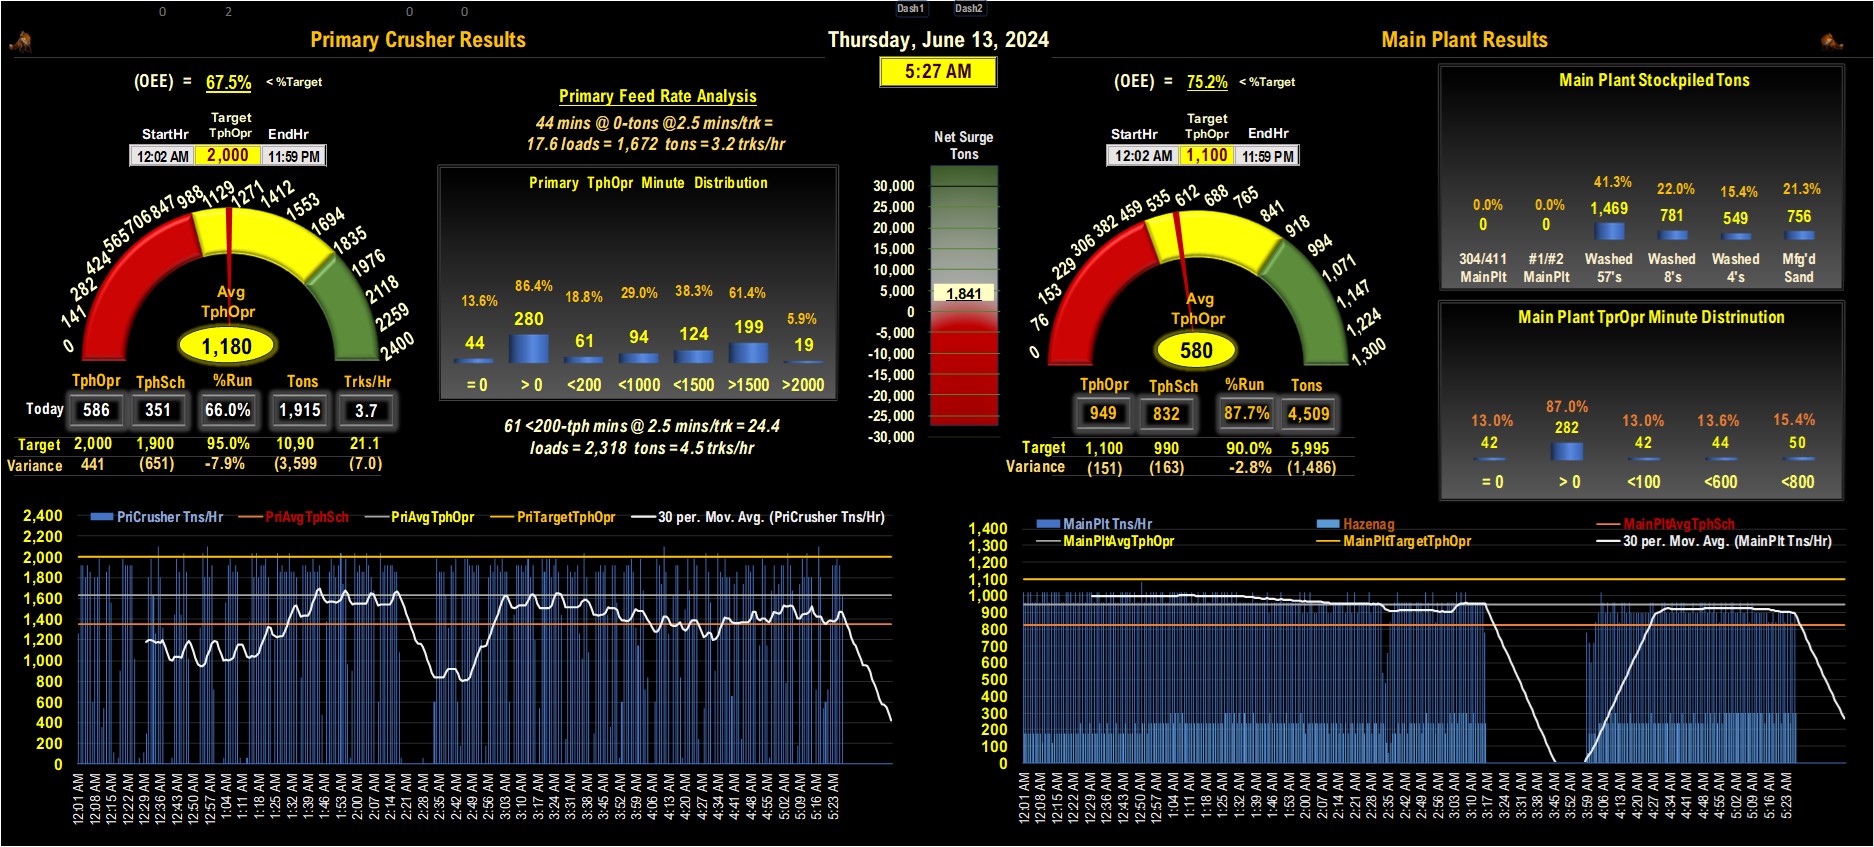 0 2 0 0 Dash1 Dash2
Primary Crusher Results
Thursday, June 13, 2024
Main Plant Results
5:27 AM
(OEE) = 67.5% < %Target
Target
StartHr TphOpr EndHr
12:02 AM 2,000 11:59 PM
0 141 282 424 565 706 847 988 1129 1271 1412 1553 1694 1835 1976 2118 2259 2400
Avg
TphOpr
1,180
TphOpr TphSch %Run Tons Trks/Hr
Today 586 351 66.0% 1,915 3.7
Target 2,000 1,900 95.0% 10,90 21.1
Variance 441 (651) -7.9% (3,599 (7.0)
Primary Feed Rate Analysis
44 mins @ 0-tons @2.5 mins/trk =
17.6 loads = 1,672 tons = 3.2 trks/hr
Primary TphOpr Minute Distribution
13.6% 86.4% 18.8% 29.0% 38.3% 61.4% 5.9%
44 280 61 94 124 199 19
= 0 > 0 <200 <1000 <1500 >1500 >2000
61 <200-tph mins @ 2.5 mins/trk = 24.4
loads = 2,318 tons = 4.5 trks/hr
Net Surge
Tons
30,000
25,000
20,000
15,000
10,000
5,000
1,841
0
-5,000
-10,000
-15,000
-20,000
-25,000
-30,000
(OEE) = 75.2% < %Target
Target
StartHr TphOpr EndHr
12:02 AM 1,100 11:59 PM
0 76 153 229 306 382 459 535 612 688 765 841 918 994 1,071 1,147 1,224 1,300
Avg
TphOpr
580
TphOpr TphSch %Run Tons
949 832 87.7% 4,509
Target 1,100 990 90.0% 5,995
Variance (151) (163) -2.8% (1,486)
Main Plant Stockpiled Tons
0.0% 0.0% 41.3% 22.0% 15.4% 21.3%
0 0 1,469 781 549 756
304/411 #1/#2 Washed Washed Washed Mfg'd
MainPlt MainPlt 57's 8's 4's Sand
Main Plant TprOpr Minute Distrinution
13.0% 87.0% 13.0% 13.6% 15.4%
42 282 42 44 50
= 0 > 0 <100 <600 <800
PriCrusher Tns/Hr PriAvgTphSch PriAvgTphOpr PriTargetTphOpr 30 per. Mov. Avg. (PriCrusher Tns/Hr)
2,400
2,200
2,000
1,800
1,600
1,400
1,200
1,000
800
600
400
200
0
12:01 AM 12:08 AM 12:15 AM 12:22 AM 12:29 AM 12:36 AM 12:43 AM 12:50 AM 12:57 AM 1:04 AM 1:11 AM 1:18 AM 1:25 AM 1:32 AM 1:39 AM 1:46 AM 1:53 AM 2:00 AM 2:07 AM 2:14 AM 2:21 AM 2:28 AM 2:35 AM 2:42 AM 2:49 AM 2:56 AM 3:03 AM 3:10 AM 3:17 AM 3:24 AM 3:31 AM 3:38 AM 3:45 AM 3:52 AM 3:59 AM 4:06 AM 4:13 AM 4:20 AM 4:27 AM 4:34 AM 4:41 AM 4:48 AM 4:55 AM 5:02 AM 5:09 AM 5:16 AM 5:23 AM
MainPlt Tns/Hr Hazenag MainPltAvgTphSch
MainPltAvgTphOpr MainPltTargetTphOpr 30 per. Mov. Avg. (MainPlt Tns/Hr)
1,400
1,300
1,200
1,100
1,000
900
800
700
600
500
400
300
200
100
0
12:01 AM 12:08 AM 12:15 AM 12:22 AM 12:29 AM 12:36 AM 12:43 AM 12:50 AM 12:57 AM 1:04 AM 1:11 AM 1:18 AM 1:25 AM 1:32 AM 1:39 AM 1:46 AM 1:53 AM 2:00 AM 2:07 AM 2:14 AM 2:21 AM 2:28 AM 2:35 AM 2:42 AM 2:49 AM 2:56 AM 3:03 AM 3:10 AM 3:17 AM 3:24 AM 3:31 AM 3:38 AM 3:45 AM 3:52 AM 3:59 AM 4:06 AM 4:13 AM 4:20 AM 4:27 AM 4:34 AM 4:41 AM 4:48 AM 4:55 AM 5:02 AM 5:09 AM 5:16 AM 5:23 AM